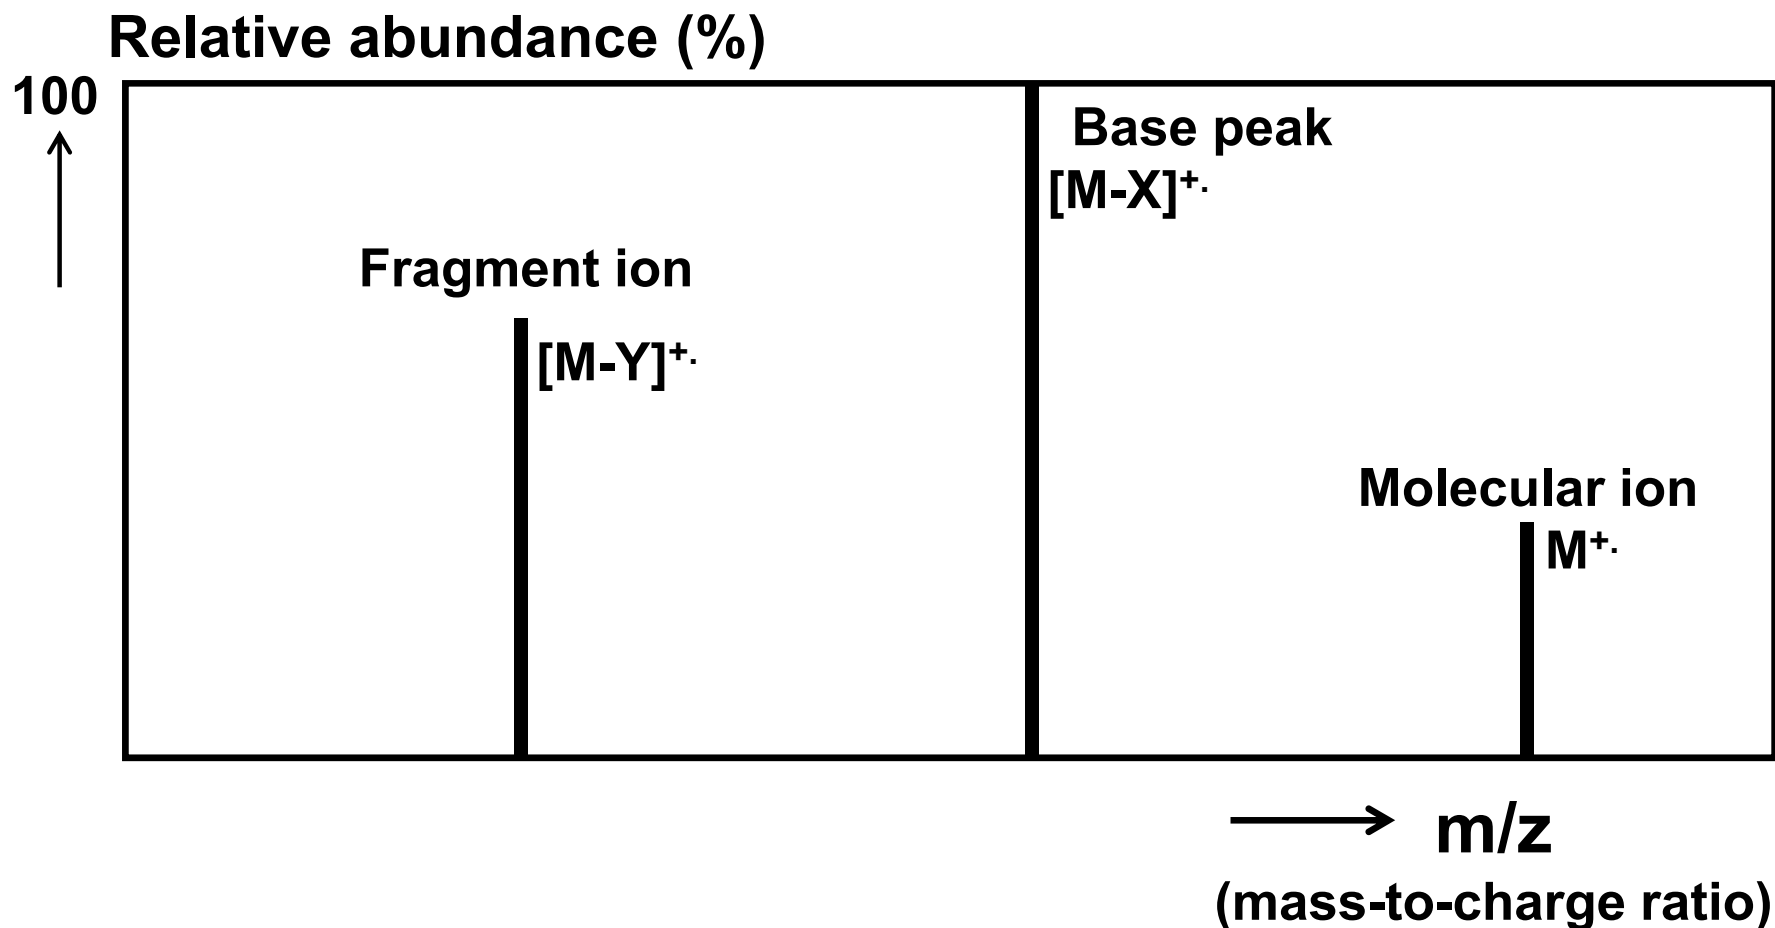 Relative abundance (%)
100
Base peak
[M-X]⁺·
Fragment ion
[M-Y]⁺·
Molecular ion
M⁺·
m/z
(mass-to-charge ratio)